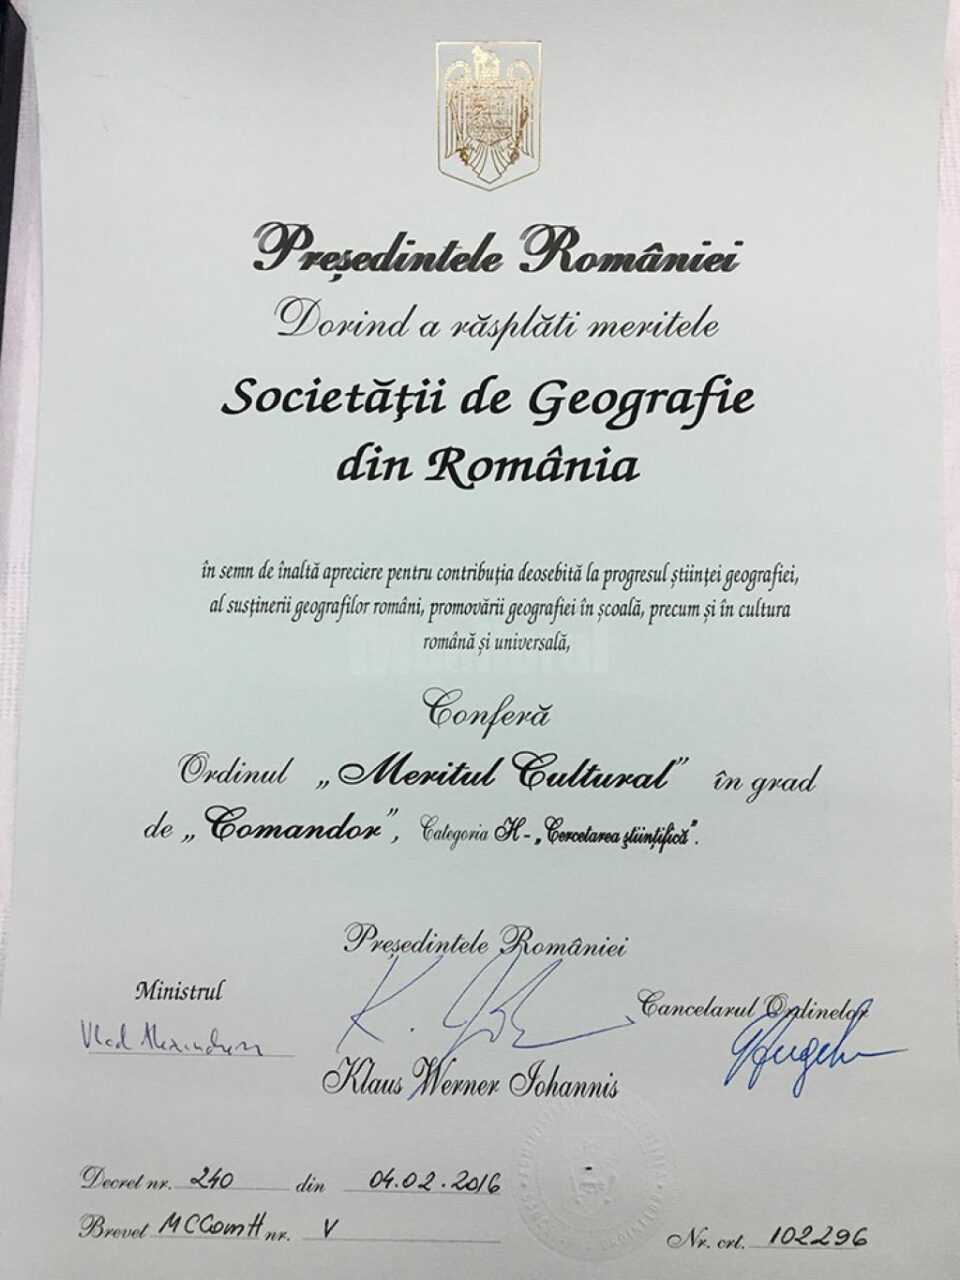 Președintele României
Dorind a răsplăti meritele
Societăţii de Geografie
din România
în semn de înaltă apreciere pentru contribuția deosebită la progresul științei geografiei,
al susținerii geografilor români, promovării geografiei în școală, precum și în cultura
română și universală,
Conferă
Ordinul „Meritul Cultural” în grad
de „Comandor”, Categoria H - „Cercetarea ştiințifică”.
Președintele României
Ministrul
Cancelarul Ordinelor
Vlad Alexandrescu
Klaus Werner Iohannis
Decret nr. 240 din 04.02.2016
Brevet MCComH nr. V
Nr. crt. 102296